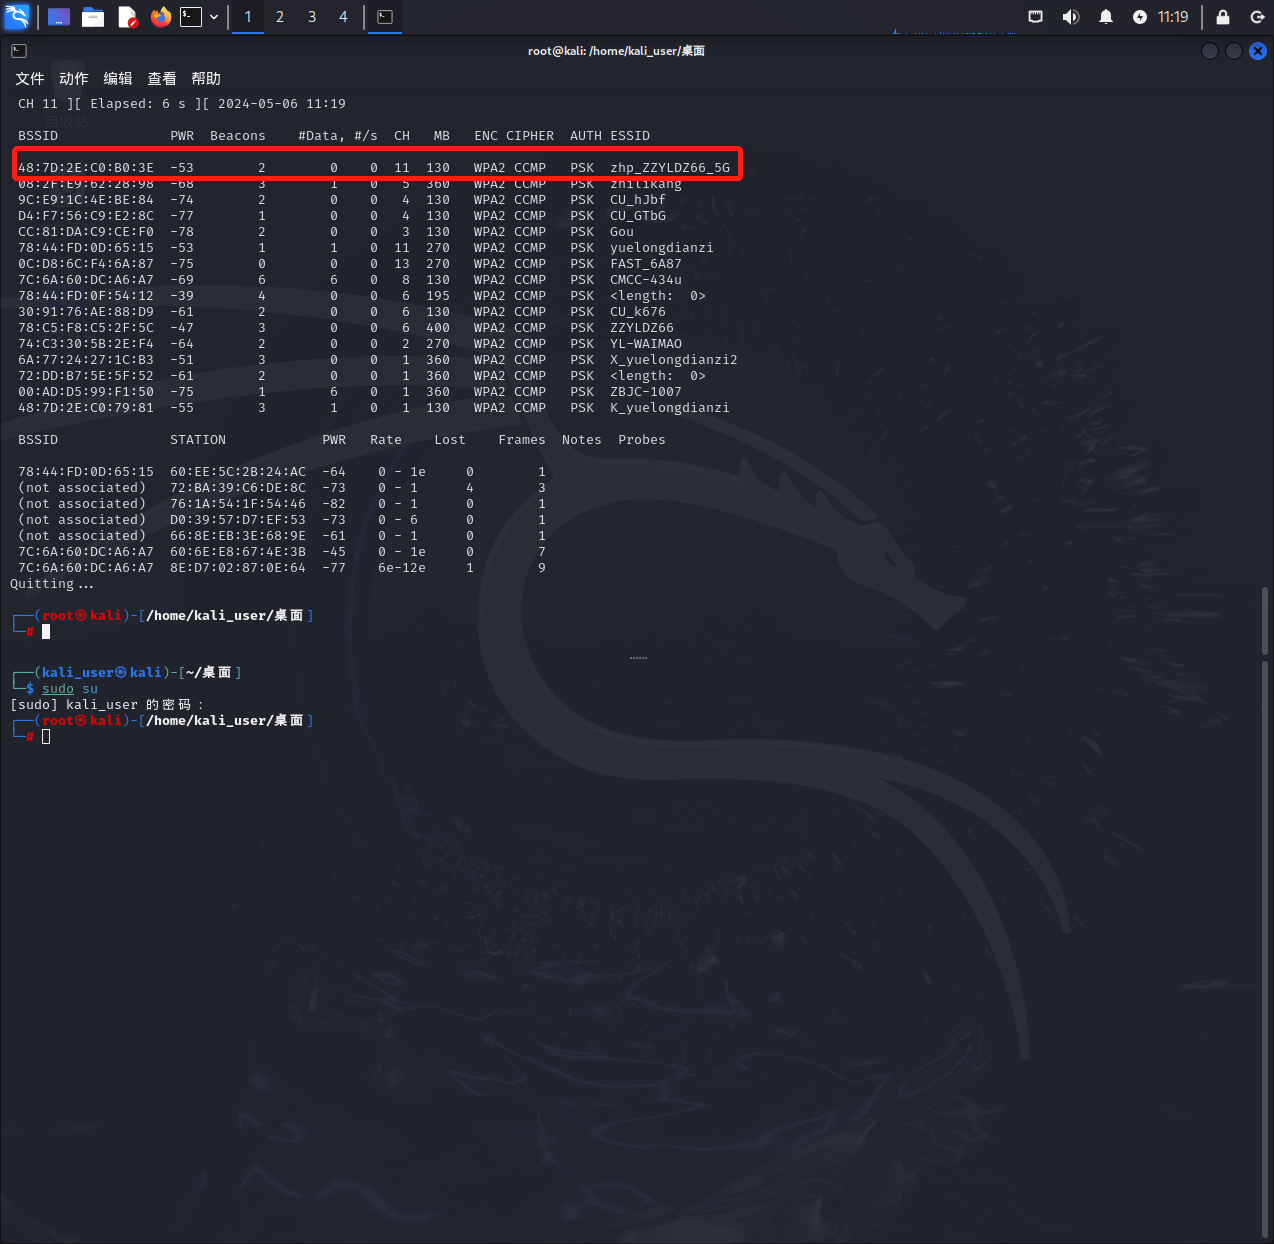 1 2 3 4 11:19
root@kali: /home/kali_user/桌面
文件 动作 编辑 查看 帮助
CH 11 ][ Elapsed: 6 s ][ 2024-05-06 11:19
回收站
BSSID PWR Beacons #Data, #/s CH MB ENC CIPHER AUTH ESSID
48:7D:2E:C0:B0:3E -53 2 0 0 11 130 WPA2 CCMP PSK zhp_ZZYLDZ66_5G
08:2F:E9:62:28:98 -68 3 1 0 5 360 WPA2 CCMP PSK zhilikang
9C:E9:1C:4E:BE:84 -74 2 0 0 4 130 WPA2 CCMP PSK CU_hJbf
D4:F7:56:C9:E2:8C -77 1 0 0 4 130 WPA2 CCMP PSK CU_GTbG
CC:81:DA:C9:CE:F0 -78 2 0 0 3 130 WPA2 CCMP PSK Gou
78:44:FD:0D:65:15 -53 1 1 0 11 270 WPA2 CCMP PSK yuelongdianzi
0C:D8:6C:F4:6A:87 -75 0 0 0 13 270 WPA2 CCMP PSK FAST_6A87
7C:6A:60:DC:A6:A7 -69 6 6 0 8 130 WPA2 CCMP PSK CMCC-434u
78:44:FD:0F:54:12 -39 4 0 0 6 195 WPA2 CCMP PSK <length: 0>
30:91:76:AE:88:D9 -61 2 0 0 6 130 WPA2 CCMP PSK CU_k676
78:C5:F8:C5:2F:5C -47 3 0 0 6 400 WPA2 CCMP PSK ZZYLDZ66
74:C3:30:5B:2E:F4 -64 2 0 0 2 270 WPA2 CCMP PSK YL-WAIMAO
6A:77:24:27:1C:B3 -51 3 0 0 1 360 WPA2 CCMP PSK X_yuelongdianzi2
72:DD:B7:5E:5F:52 -61 2 0 0 1 360 WPA2 CCMP PSK <length: 0>
00:AD:D5:99:F1:50 -75 1 6 0 1 360 WPA2 CCMP PSK ZBJC-1007
48:7D:2E:C0:79:81 -55 3 1 0 1 130 WPA2 CCMP PSK K_yuelongdianzi
BSSID STATION PWR Rate Lost Frames Notes Probes
78:44:FD:0D:65:15 60:EE:5C:2B:24:AC -64 0 - 1e 0 1
(not associated) 72:BA:39:C6:DE:8C -73 0 - 1 4 3
(not associated) 76:1A:54:1F:54:46 -82 0 - 1 0 1
(not associated) D0:39:57:D7:EF:53 -73 0 - 6 0 1
(not associated) 66:8E:EB:3E:68:9E -61 0 - 1 0 1
7C:6A:60:DC:A6:A7 60:6E:E8:67:4E:3B -45 0 - 1e 0 7
7C:6A:60:DC:A6:A7 8E:D7:02:87:0E:64 -77 6e-12e 1 9
Quitting...
┌──(root㉿kali)-[/home/kali_user/桌面]
└─#
┌──(kali_user㉿kali)-[~/桌面]
└─$ sudo su
[sudo] kali_user 的密码：
┌──(root㉿kali)-[/home/kali_user/桌面]
└─#